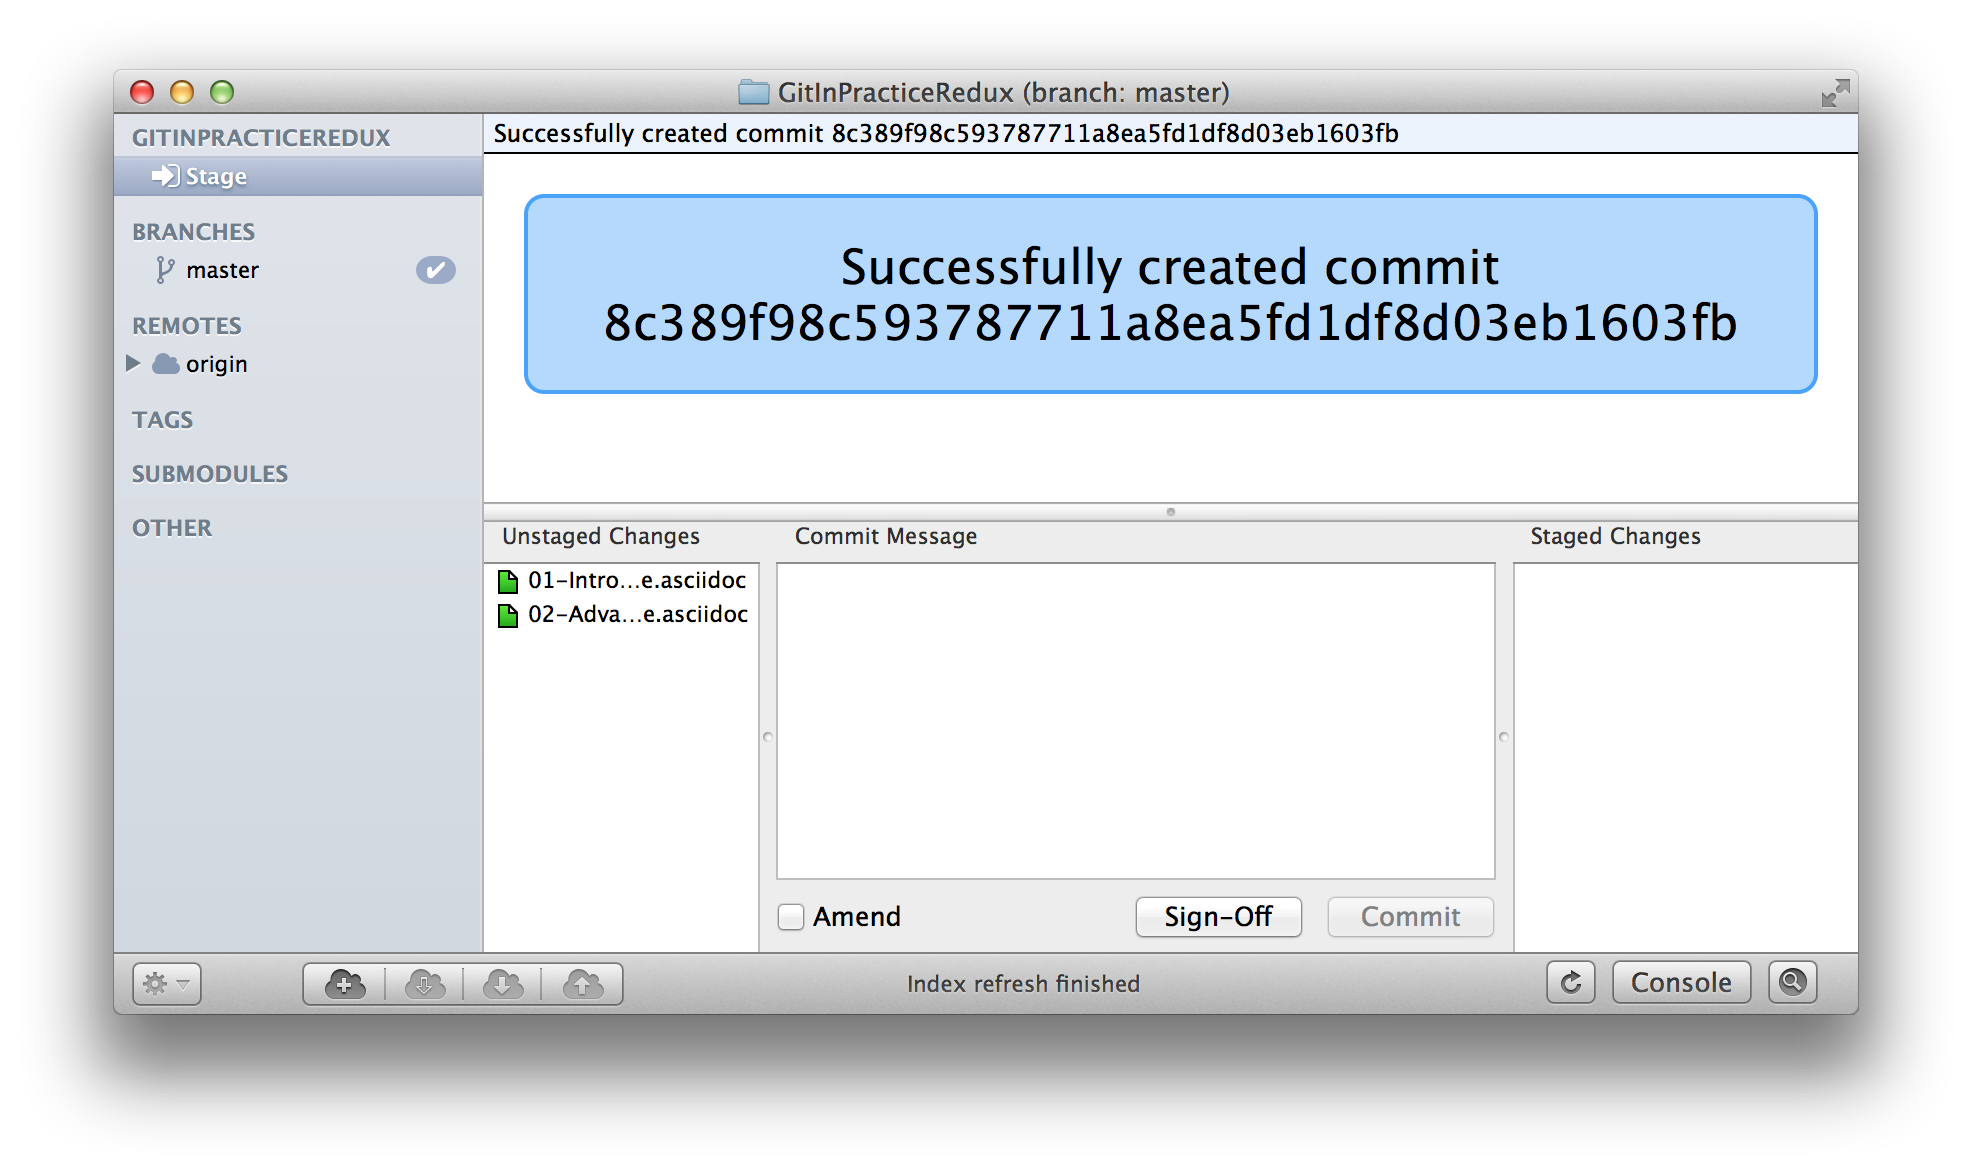 GitInPracticeRedux (branch: master)
GITINPRACTICEREDUX
Stage
BRANCHES
master
REMOTES
origin
TAGS
SUBMODULES
OTHER
Successfully created commit 8c389f98c593787711a8ea5fd1df8d03eb1603fb
Successfully created commit
8c389f98c593787711a8ea5fd1df8d03eb1603fb
Unstaged Changes
01-Intro...e.asciidoc
02-Adva...e.asciidoc
Commit Message
Amend
Sign-Off
Commit
Staged Changes
Index refresh finished
Console